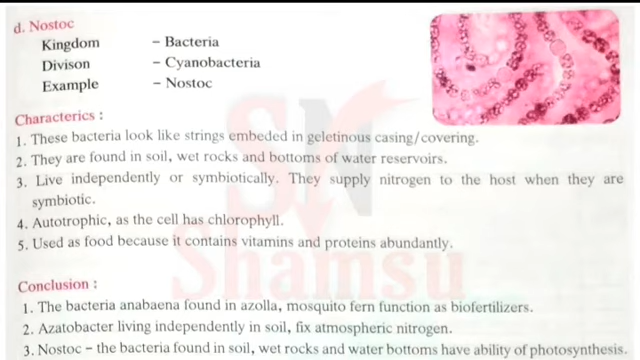 d. Nostoc
Kingdom – Bacteria
Divison – Cyanobacteria
Example – Nostoc
Characterics :
1. These bacteria look like strings embeded in geletinous casing/covering.
2. They are found in soil, wet rocks and bottoms of water reservoirs.
3. Live independently or symbiotically. They supply nitrogen to the host when they are
symbiotic.
4. Autotrophic, as the cell has chlorophyll.
5. Used as food because it contains vitamins and proteins abundantly.
Conclusion :
1. The bacteria anabaena found in azolla, mosquito fern function as biofertilizers.
2. Azatobacter living independently in soil, fix atmospheric nitrogen.
3. Nostoc – the bacteria found in soil, wet rocks and water bottoms have ability of photosynthesis.
SN
Shamsu